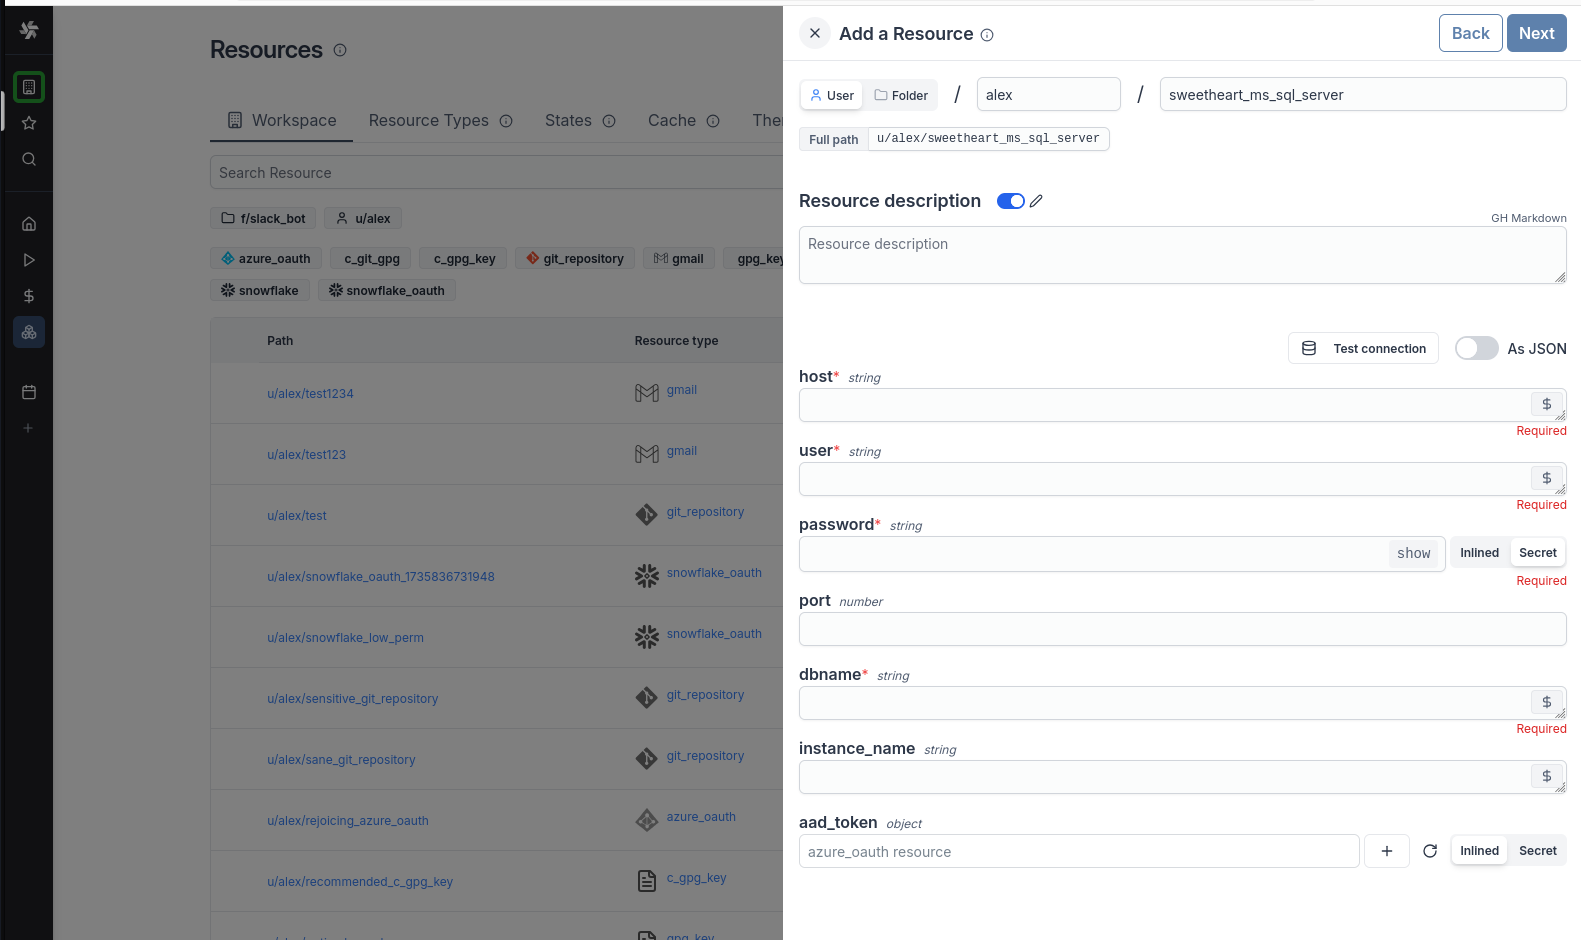 Resources
Workspace
Resource Types
States
Cache
Search Resource
f/slack_bot
u/alex
azure_oauth
c_git_gpg
c_gpg_key
git_repository
gmail
snowflake
snowflake_oauth
Path
Resource type
u/alex/test1234
gmail
u/alex/test123
gmail
u/alex/test
git_repository
u/alex/snowflake_oauth_1735836731948
snowflake_oauth
u/alex/snowflake_low_perm
snowflake_oauth
u/alex/sensitive_git_repository
git_repository
u/alex/sane_git_repository
git_repository
u/alex/rejoicing_azure_oauth
azure_oauth
u/alex/recommended_c_gpg_key
c_gpg_key
Add a Resource
Back
Next
User
Folder
/
alex
/
sweetheart_ms_sql_server
Full path
u/alex/sweetheart_ms_sql_server
Resource description
GH Markdown
Resource description
Test connection
As JSON
host* string
$
Required
user* string
$
Required
password* string
show
Inlined
Secret
Required
port number
dbname* string
$
Required
instance_name string
$
aad_token object
azure_oauth resource
+
Inlined
Secret